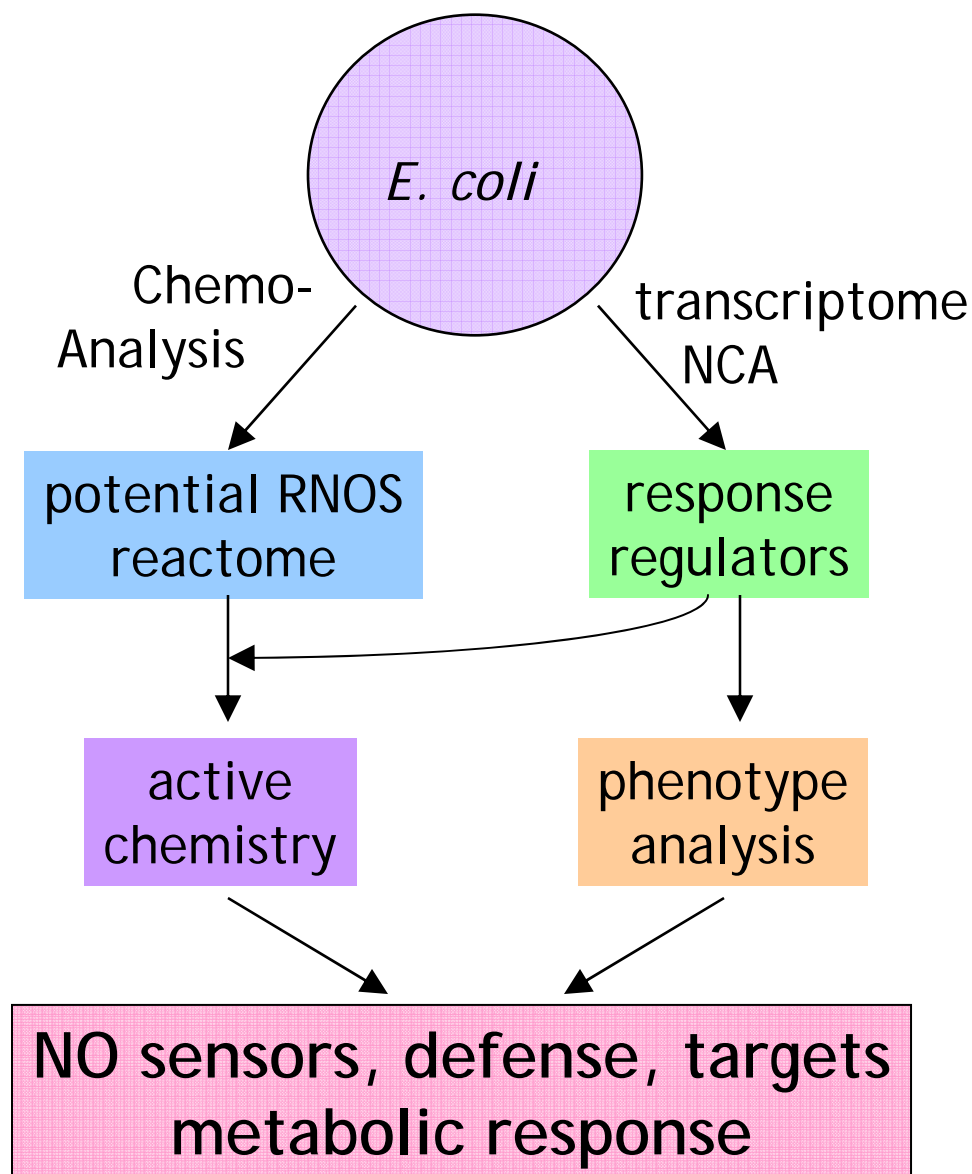 E. coli
Chemo-
Analysis
transcriptome
NCA
potential RNOS
reactome
response
regulators
active
chemistry
phenotype
analysis
NO sensors, defense, targets
metabolic response